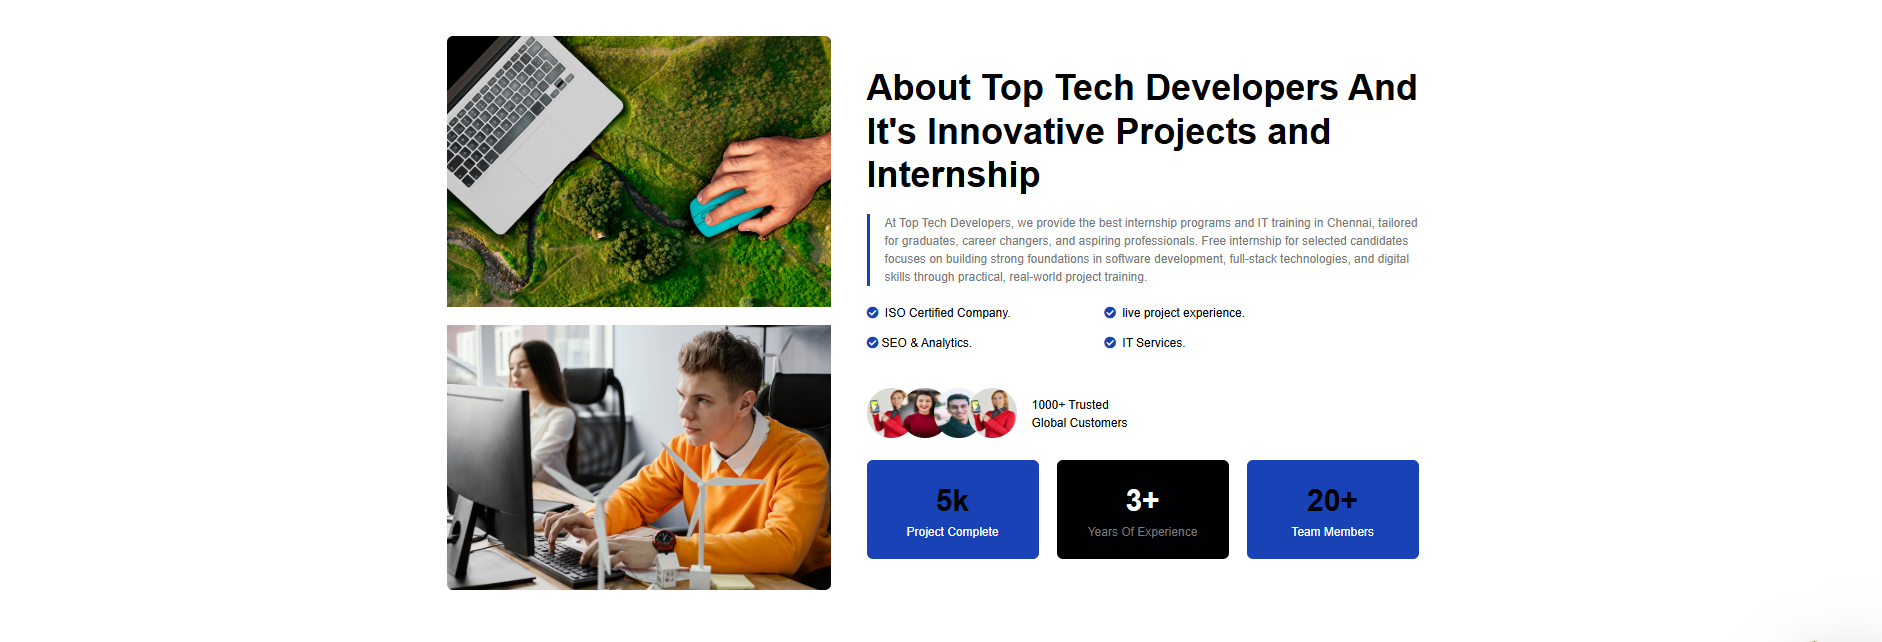 About Top Tech Developers And
It's Innovative Projects and
Internship
At Top Tech Developers, we provide the best internship programs and IT training in Chennai, tailored
for graduates, career changers, and aspiring professionals. Free internship for selected candidates
focuses on building strong foundations in software development, full-stack technologies, and digital
skills through practical, real-world project training.
ISO Certified Company.
live project experience.
SEO & Analytics.
IT Services.
1000+ Trusted
Global Customers
5k
Project Complete
3+
Years Of Experience
20+
Team Members